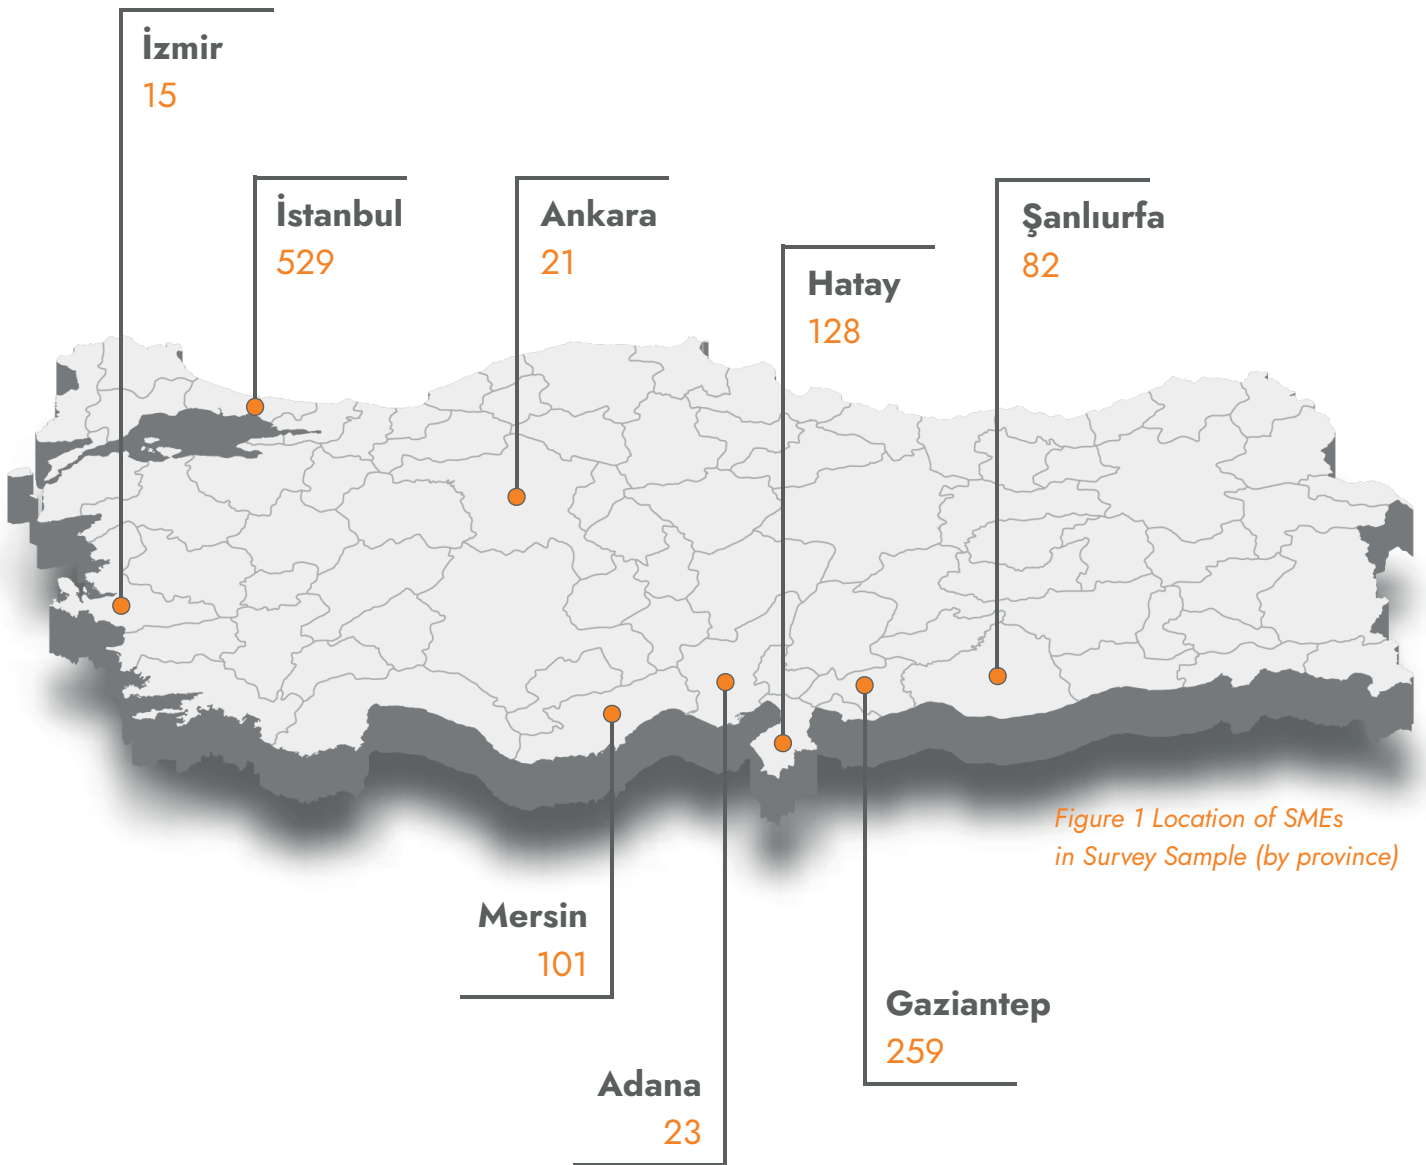 İzmir
15
İstanbul
529
Ankara
21
Şanlıurfa
82
Hatay
128
Figure 1 Location of SMEs
in Survey Sample (by province)
Mersin
101
Gaziantep
259
Adana
23